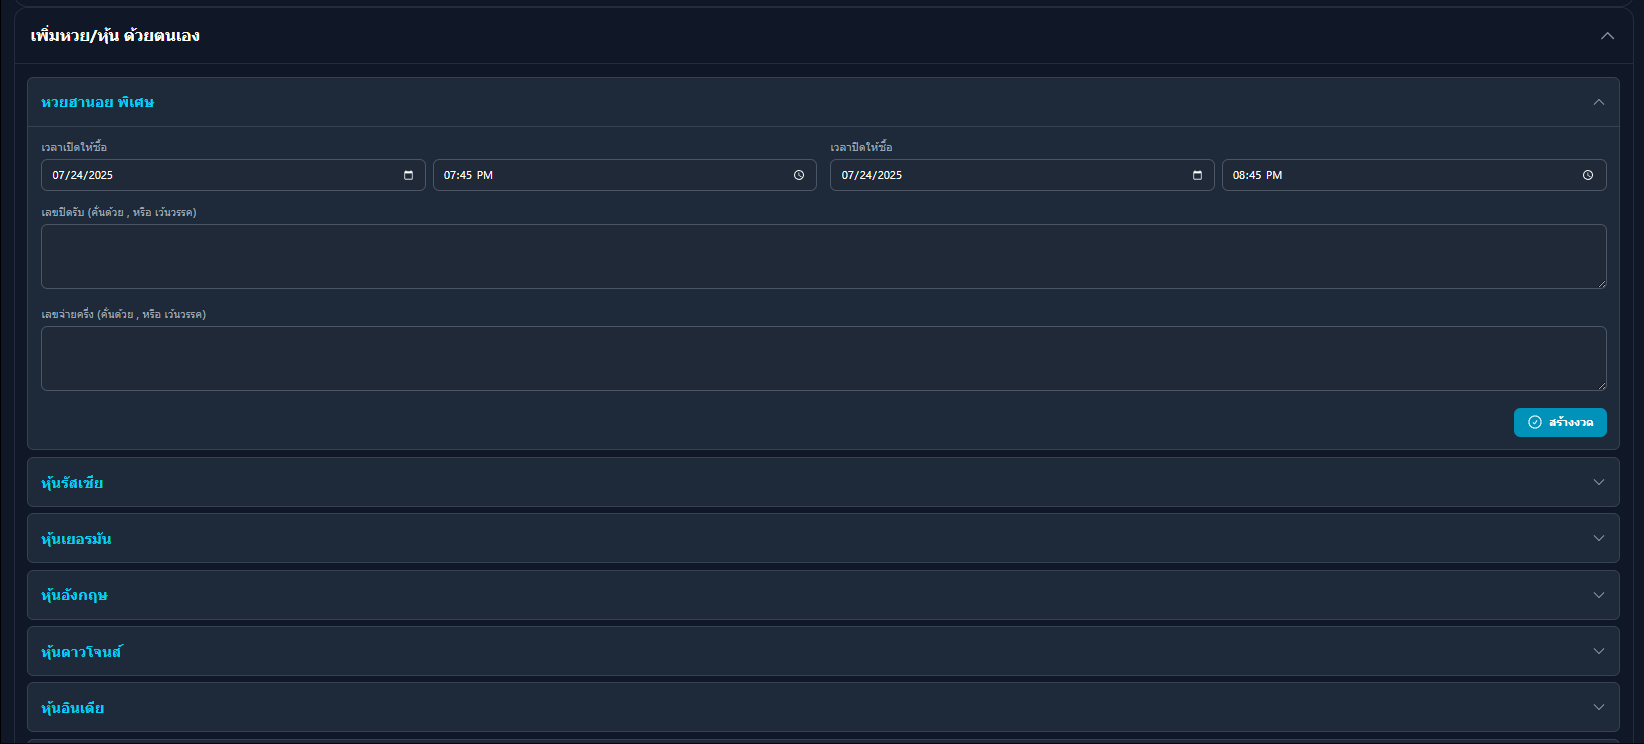 เพิ่มหวย/หุ้น ด้วยตนเอง
หวยฮานอย พิเศษ
เวลาเปิดให้ซื้อ
เวลาปิดให้ซื้อ
07/24/2025 07:45 PM 07/24/2025 08:45 PM
เลขปิดรับ (คั่นด้วย , หรือ เว้นวรรค)
เลขจ่ายครึ่ง (คั่นด้วย , หรือ เว้นวรรค)
สร้างงวด
หุ้นรัสเซีย
หุ้นเยอรมัน
หุ้นอังกฤษ
หุ้นดาวโจนส์
หุ้นอินเดีย